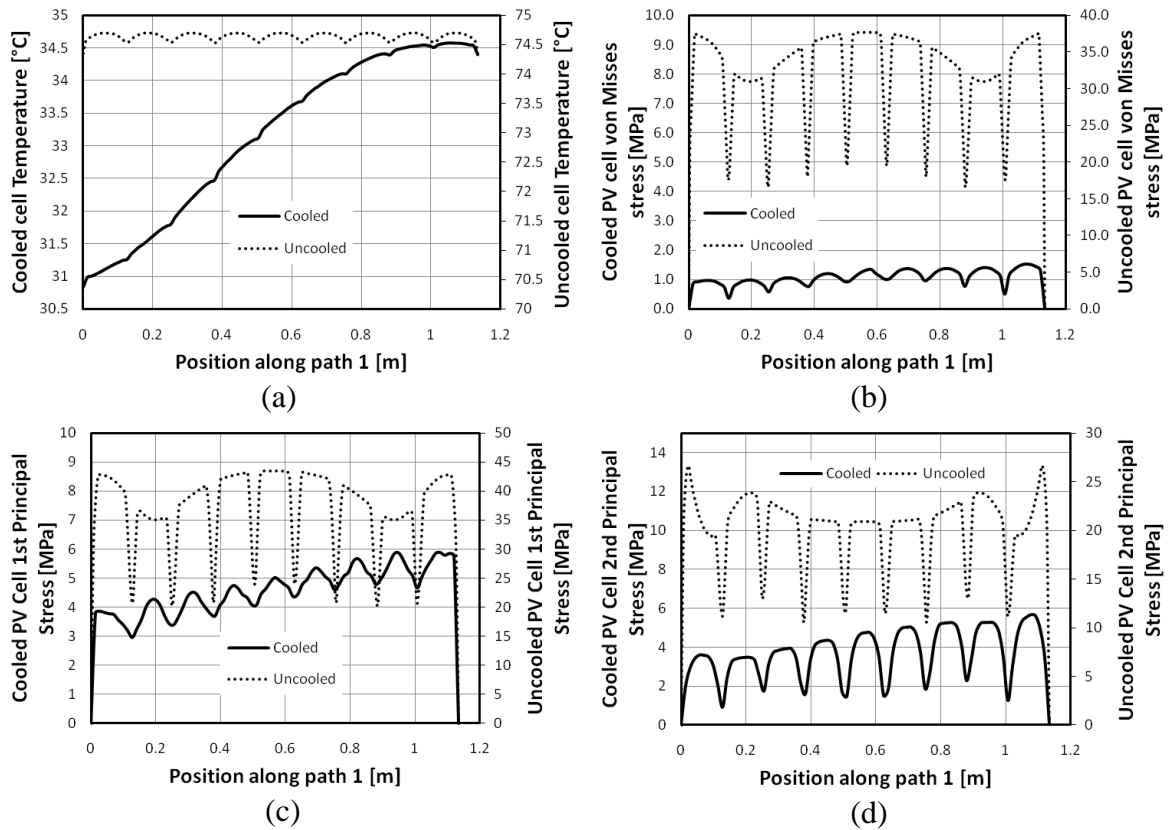 Cooled cell Temperature [°C]
35
34.5
34
33.5
33
32.5
32
31.5
31
30.5
Cooled
Uncooled
75
74.5
74
73.5
73
72.5
72
71.5
71
70.5
70
Uncooled cell Temperature [°C]
0 0.2 0.4 0.6 0.8 1 1.2
Position along path 1 [m]
(a)
Cooled PV cell von Misses
stress [MPa]
10.0
9.0
8.0
7.0
6.0
5.0
4.0
3.0
2.0
1.0
0.0
Cooled
Uncooled
40.0
35.0
30.0
25.0
20.0
15.0
10.0
5.0
0.0
Uncooled PV cell von Misses
stress [MPa]
0 0.2 0.4 0.6 0.8 1 1.2
Position along path 1 [m]
(b)
Cooled PV Cell 1st Principal
Stress [MPa]
10
9
8
7
6
5
4
3
2
1
0
Cooled
Uncooled
50
45
40
35
30
25
20
15
10
5
0
Uncooled PV Cell 1st Principal
Stress [MPa]
0 0.2 0.4 0.6 0.8 1 1.2
Position along path 1 [m]
(c)
Cooled PV Cell 2nd Principal
Stress [MPa]
14
12
10
8
6
4
2
0
Cooled Uncooled
30
25
20
15
10
5
0
Uncooled PV Cell 2nd Principal
Stress [MPa]
0 0.2 0.4 0.6 0.8 1 1.2
Position along path 1 [m]
(d)